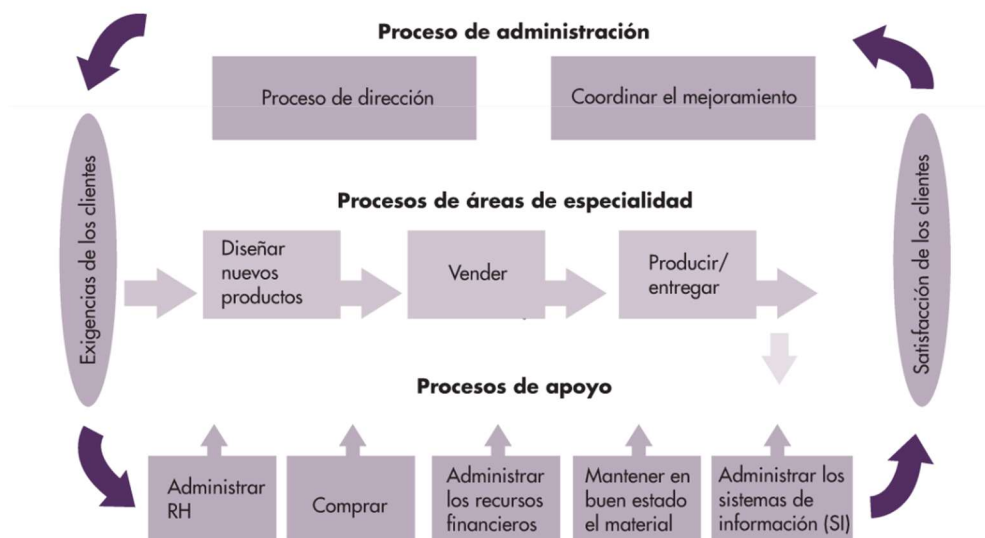 Proceso de administración
Proceso de dirección
Coordinar el mejoramiento
Exigencias de los clientes
Satisfacción de los clientes
Procesos de áreas de especialidad
Diseñar
nuevos
productos
Vender
Producir/
entregar
Procesos de apoyo
Administrar
RH
Comprar
Administrar
los recursos
financieros
Mantener en
buen estado
el material
Administrar los
sistemas de
información (SI)